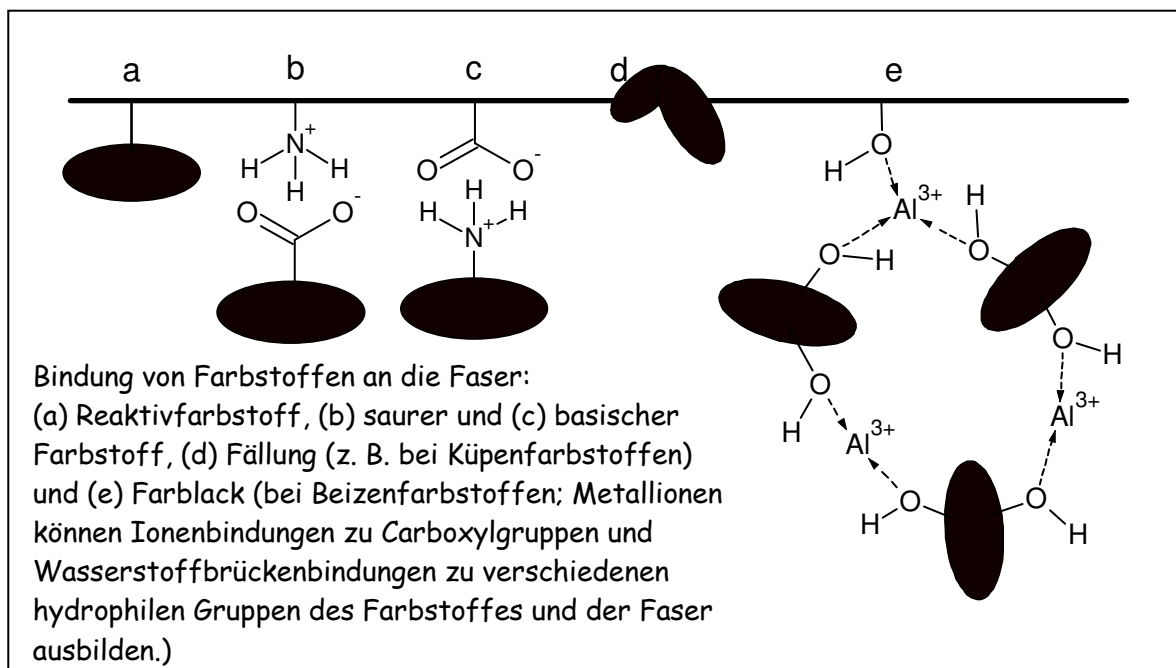 a b c d e
H N+ H H
O O-
O O-
H H N+ H
H O
Al3+
H O
O H
O H
O H
Al3+
Al3+
H O
O H
Bindung von Farbstoffen an die Faser:
(a) Reaktivfarbstoff, (b) saurer und (c) basischer
Farbstoff, (d) Fällung (z. B. bei Küpenfarbstoffen)
und (e) Farblack (bei Beizenfarbstoffen; Metallionen
können Ionenbindungen zu Carboxylgruppen und
Wasserstoffbrückenbindungen zu verschiedenen
hydrophilen Gruppen des Farbstoffes und der Faser
ausbilden.)